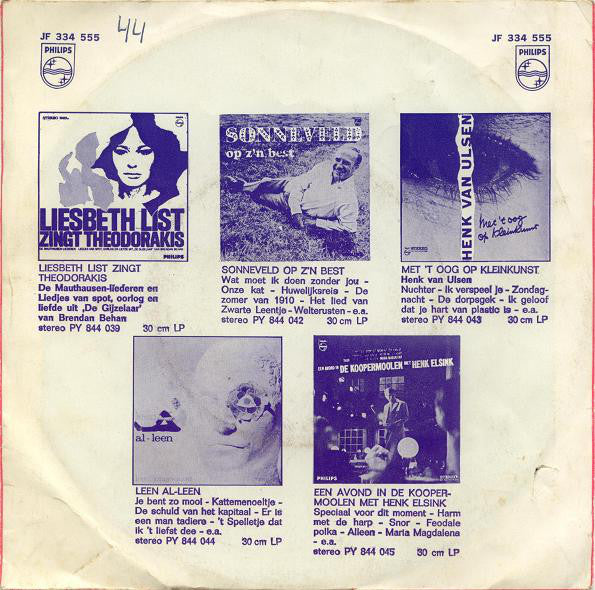 JF 334 555
44
JF 334 555
PHILIPS
PHILIPS
LIESBETH LIST
ZINGT THEODORAKIS
PHILIPS
SONNEVELD
op z'n best
HENK VAN ULSEN
Met 't oog
op kleinkunst
LIESBETH LIST ZINGT
THEODORAKIS
De Mauthausen-liederen en
Liedjes van spot, oorlog en
liefde uit ,De Gijzelaar'
van Brendan Behan
stereo PY 844 039 30 cm LP
SONNEVELD OP Z'N BEST
Wat moet ik doen zonder jou -
Onze kat - Huwelijksreis - De
zomer van 1910 - Het lied van
Zwarte Leentje - Welterusten - e.a.
stereo PY 844 042 30 cm LP
MET 'T OOG OP KLEINKUNST
Henk van Ulsen
Nuchter - Ik verspeel je - Zondag-
nacht - De dorpsgek - Ik geloof
dat je hart van plastic is - e.a.
stereo PY 844 043 30 cm LP
al-leen
DE KOOPERMOOLEN MET HENK ELSINK
PHILIPS
LEEN AL-LEEN
Je bent zo mooi - Kattemenoeltje -
De schuld van het kapitaal - Er is
een man tadiere - 't Spelletje dat
ik 't liefst dee - e.a.
stereo PY 844 044 30 cm LP
EEN AVOND IN DE KOOPER-
MOOLEN MET HENK ELSINK
Speciaal voor dit moment - Harm
met de harp - Snor - Feodale
polka - Alleen - Maria Magdalena
- e.a.
stereo PY 844 045 30 cm LP